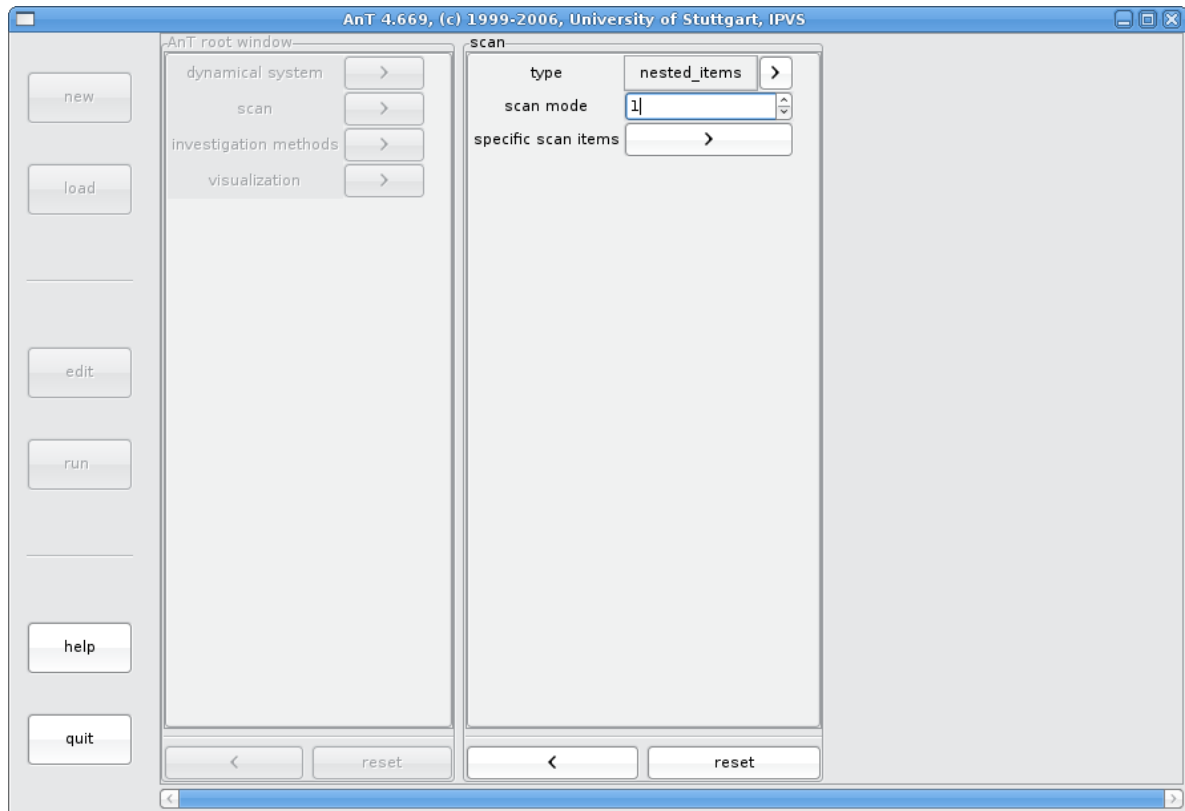 AnT 4.669, (c) 1999-2006, University of Stuttgart, IPVS
new
load
edit
run
help
quit
AnT root window
dynamical system >
scan >
investigation methods >
visualization >
< reset
scan
type nested_items >
scan mode 1
specific scan items >
< reset